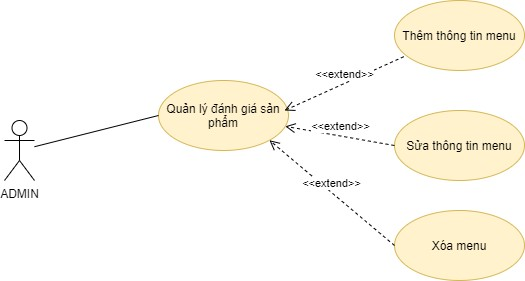 Thêm thông tin menu
<<extend>>
Quản lý đánh giá sản
phẩm
<<extend>>
Sửa thông tin menu
<<extend>>
ADMIN
Xóa menu